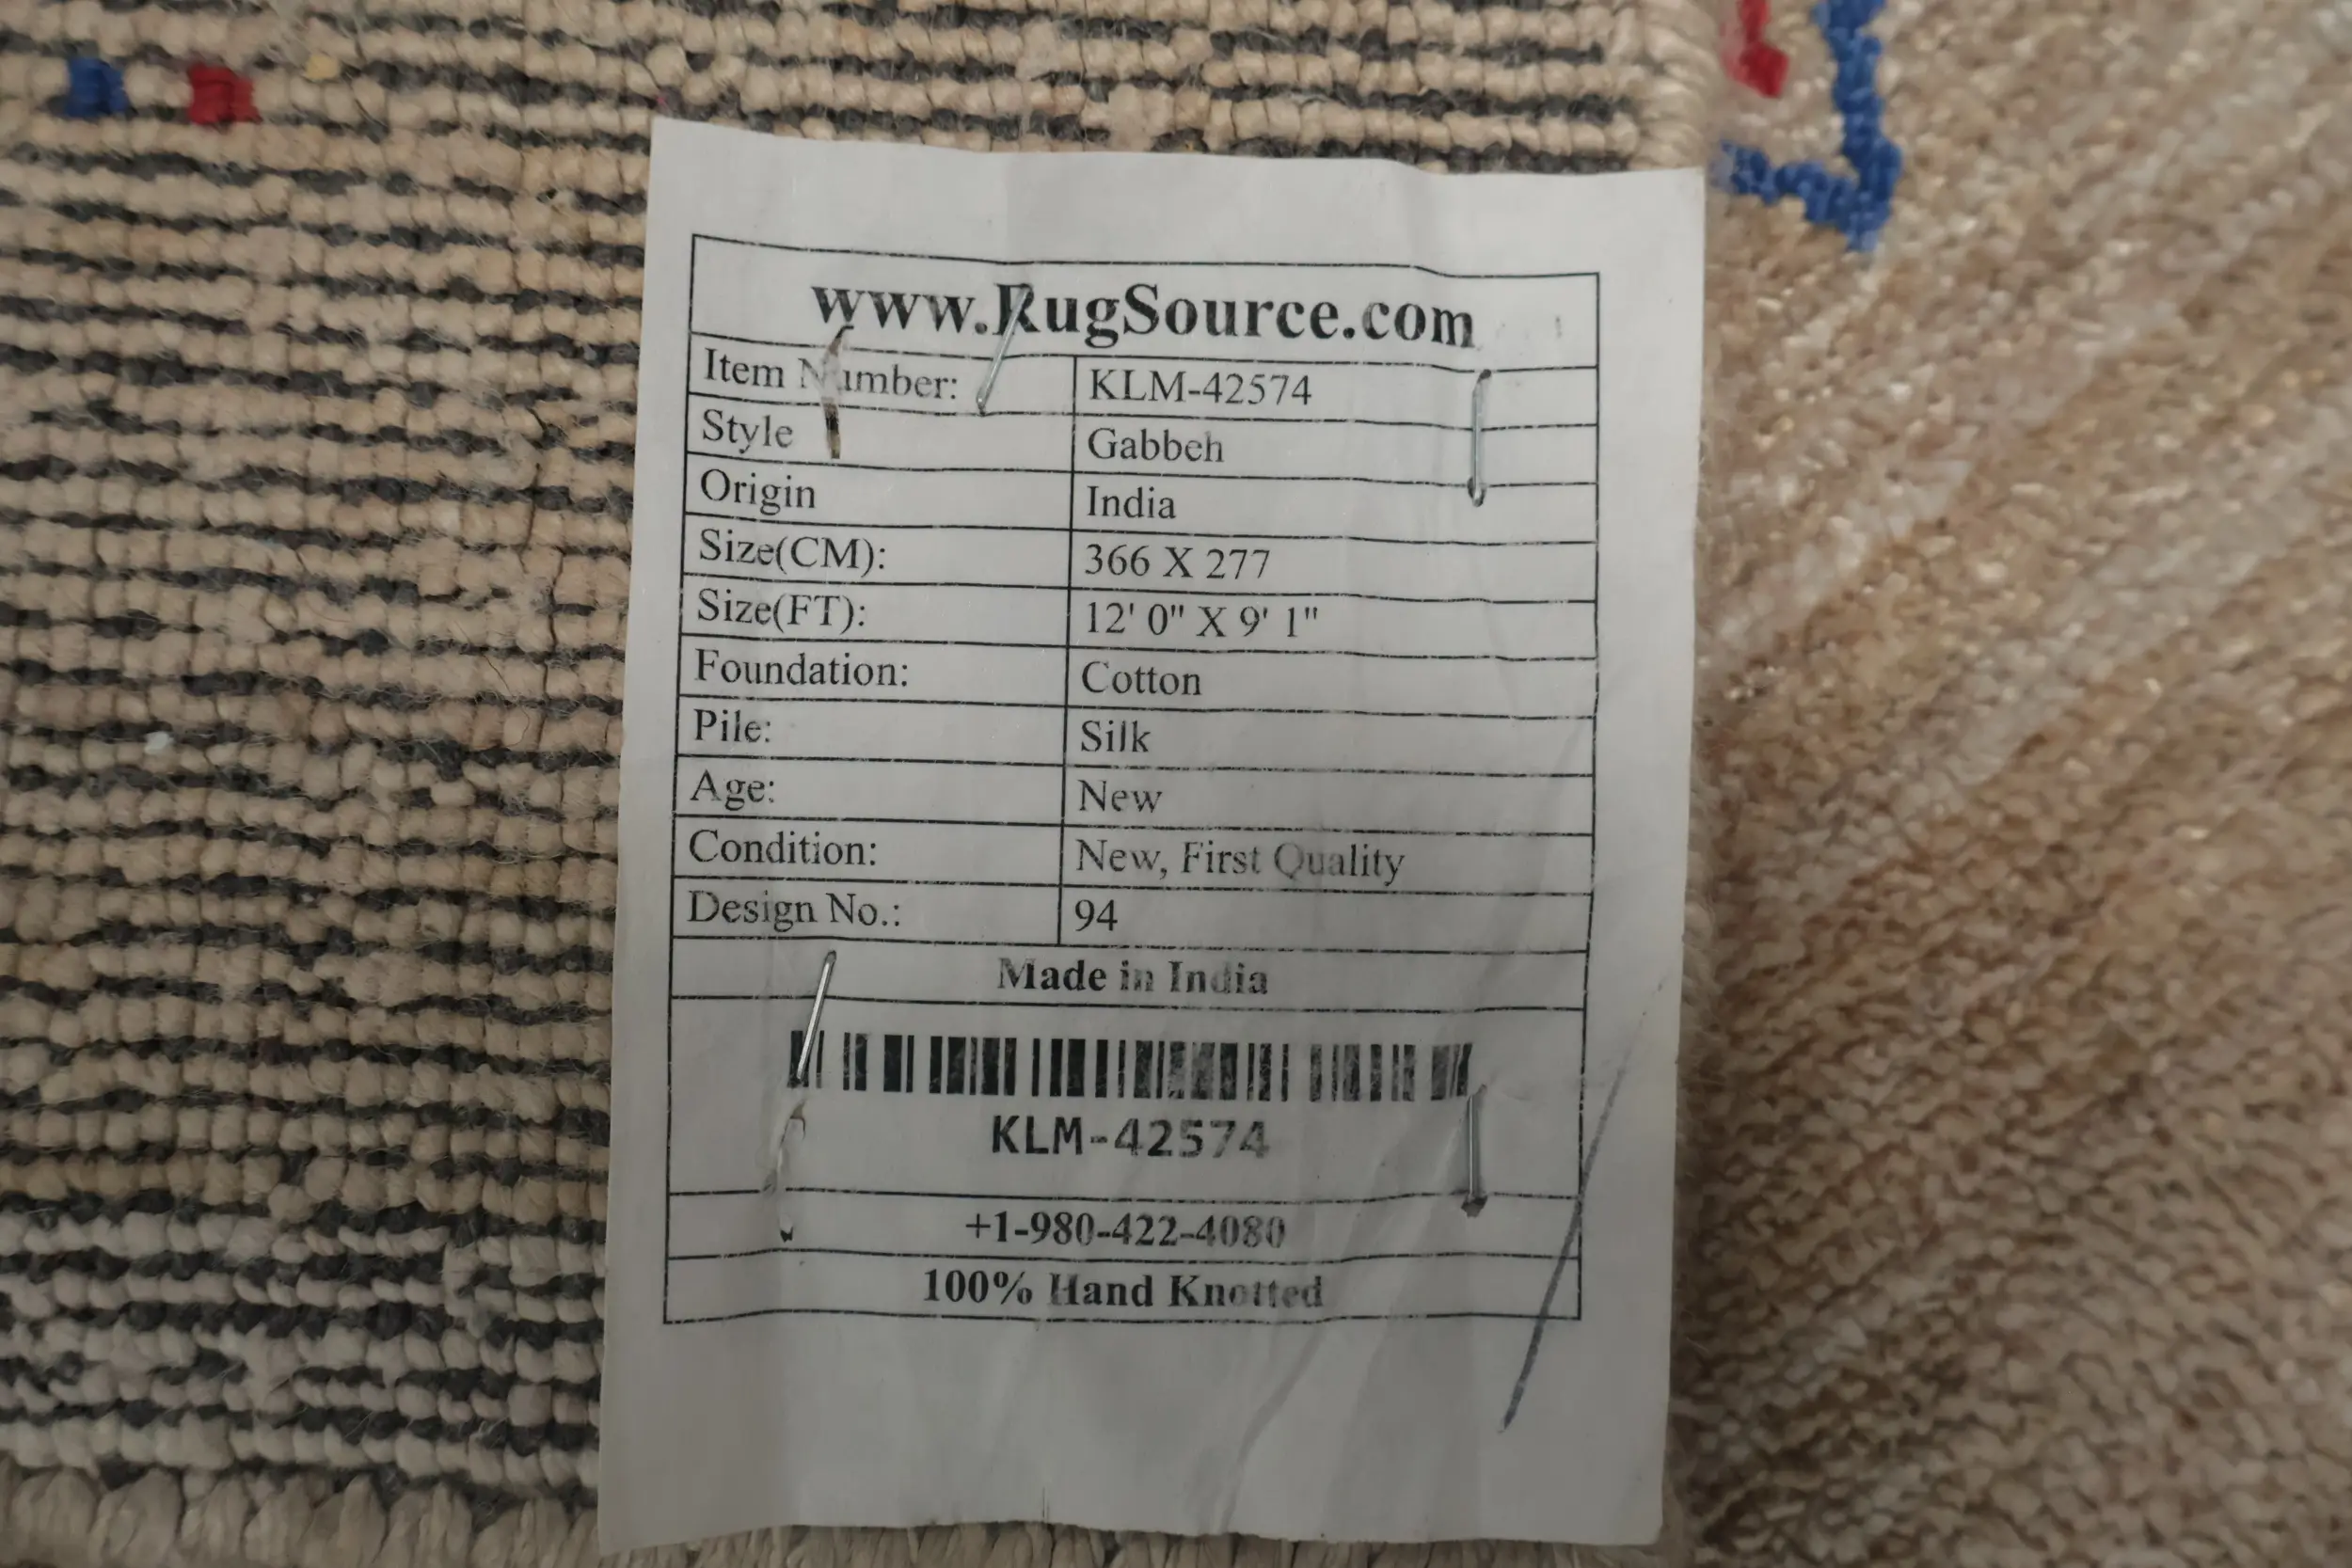 www.RugSource.com
Item Number: KLM-42574
Style Gabbeh
Origin India
Size(CM): 366 X 277
Size(FT): 12' 0" X 9' 1"
Foundation: Cotton
Pile: Silk
Age: New
Condition: New, First Quality
Design No.: 94
Made in India
KLM-42574
+1-980-422-4080
100% Hand Knotted